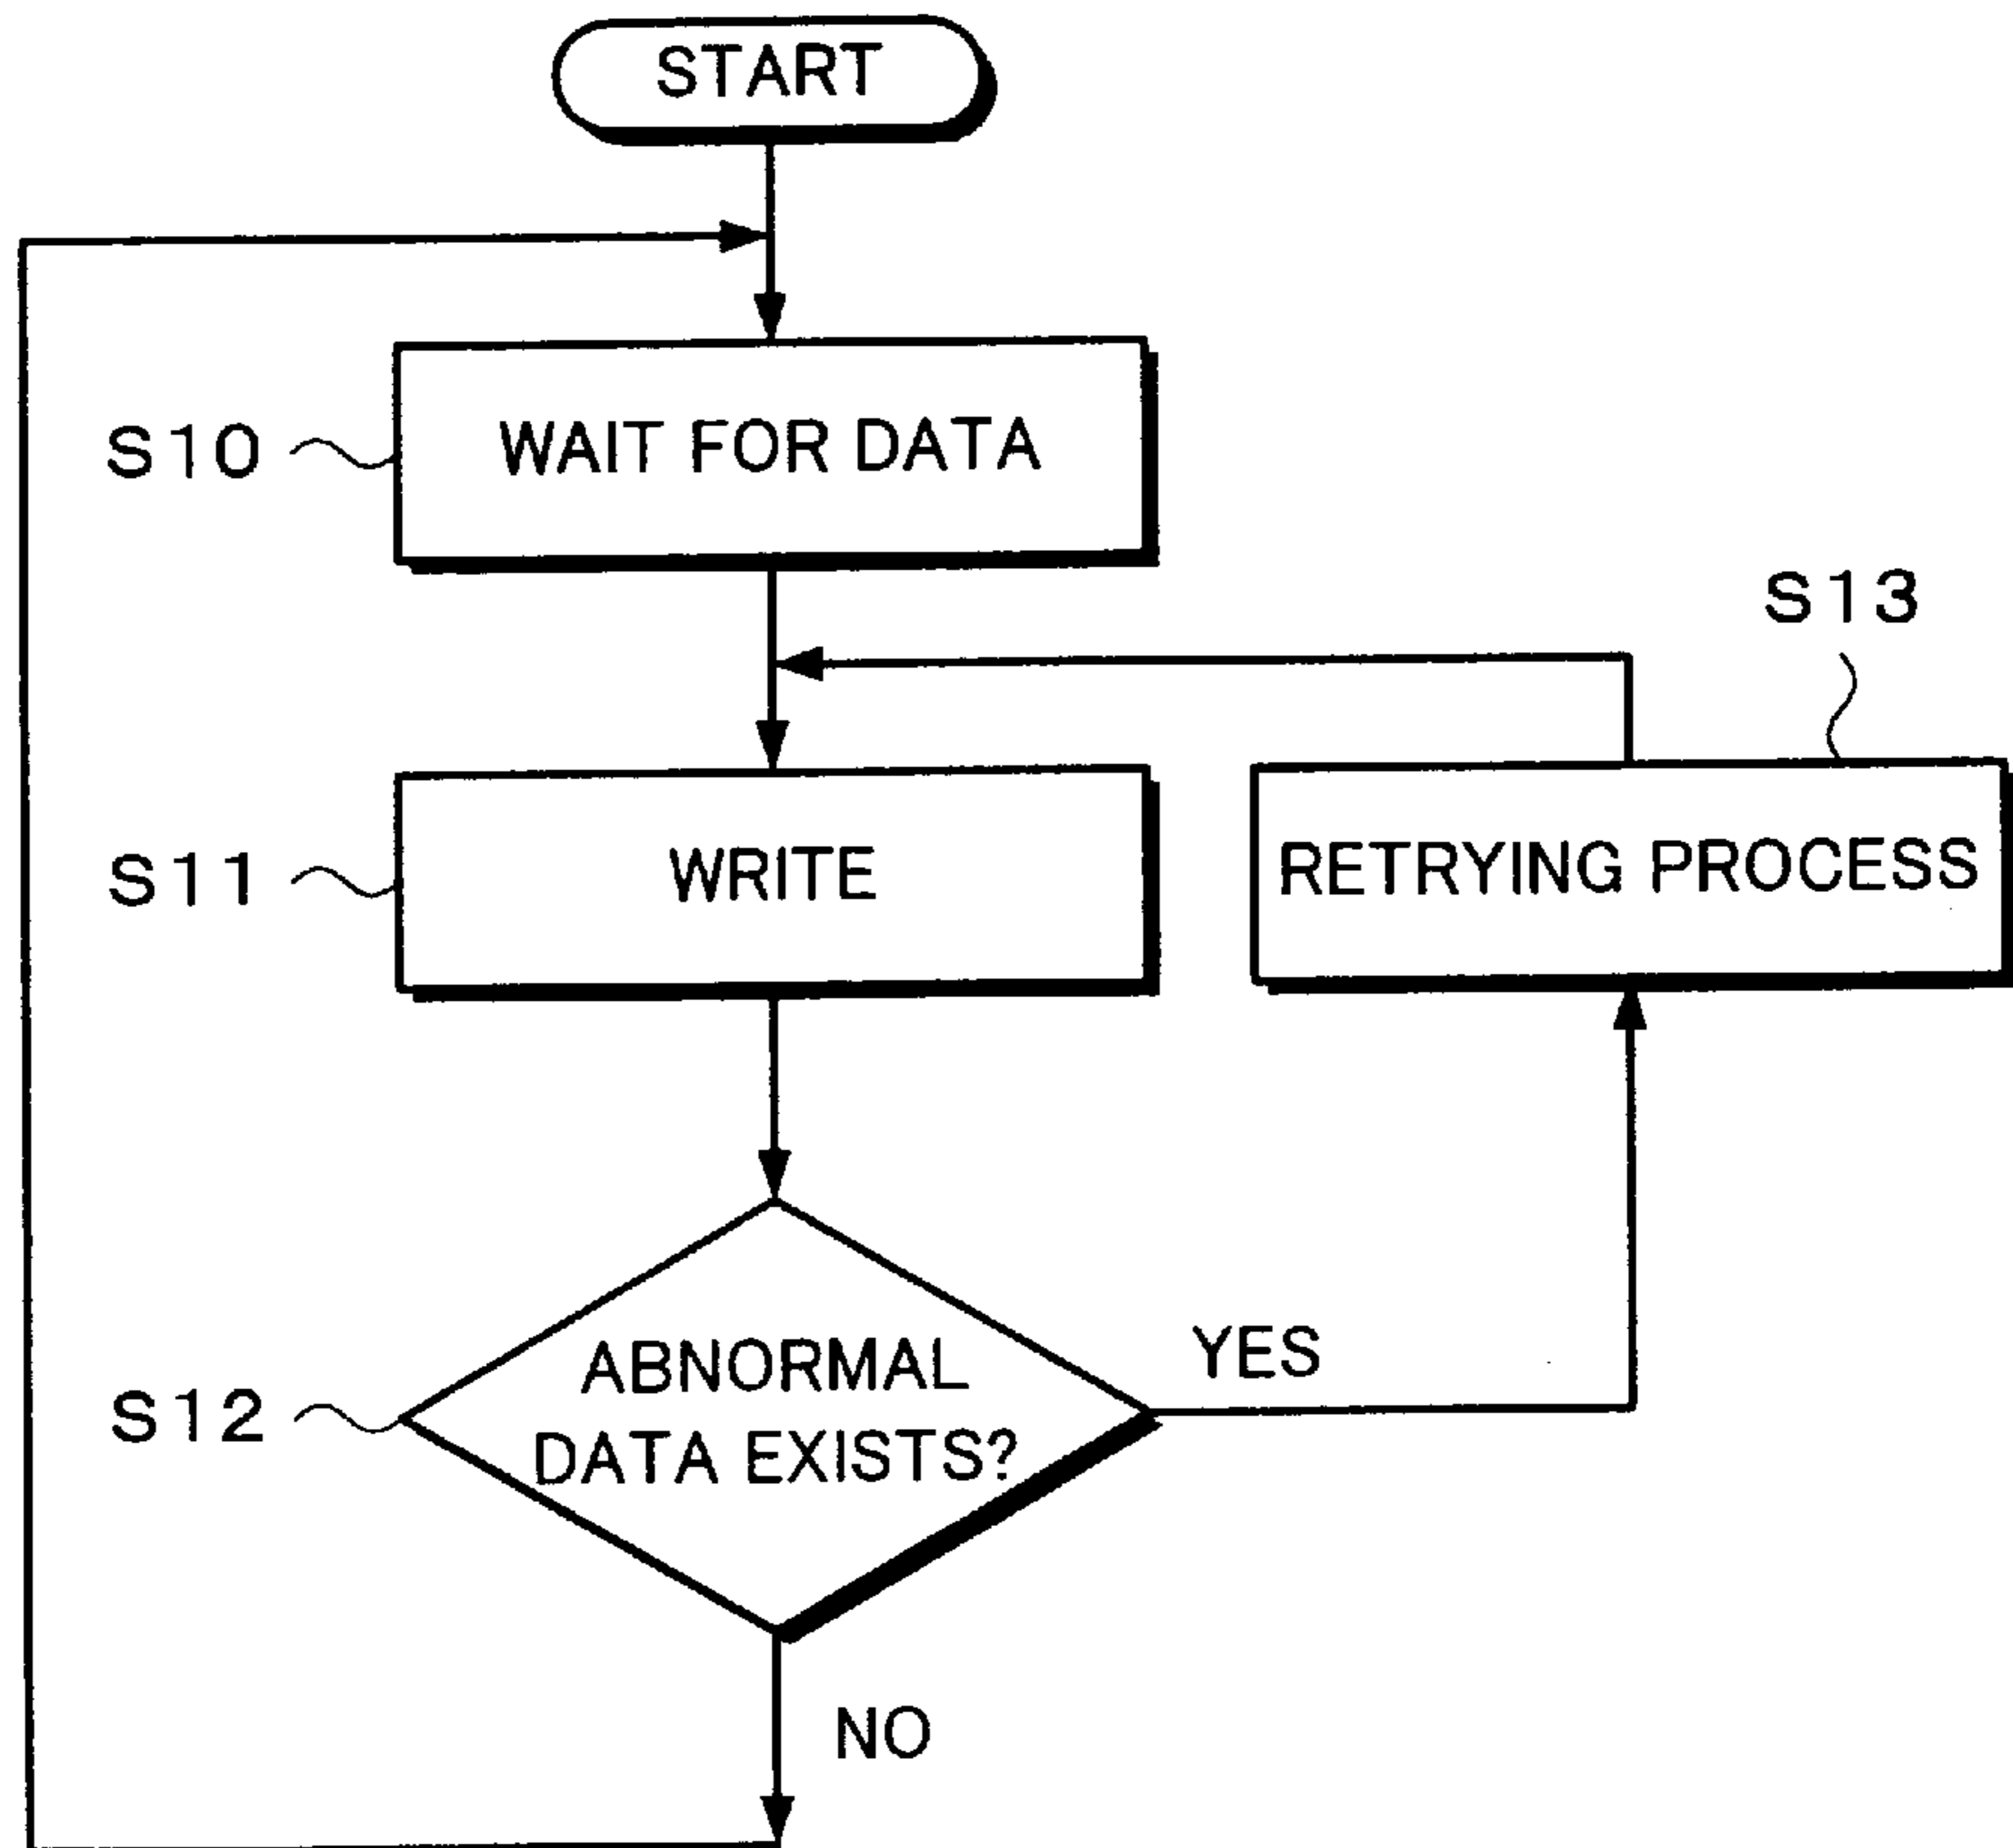 START
S10
WAIT FOR DATA
S13
S11
WRITE
RETRYING PROCESS
S12
ABNORMAL
DATA EXISTS?
YES
NO